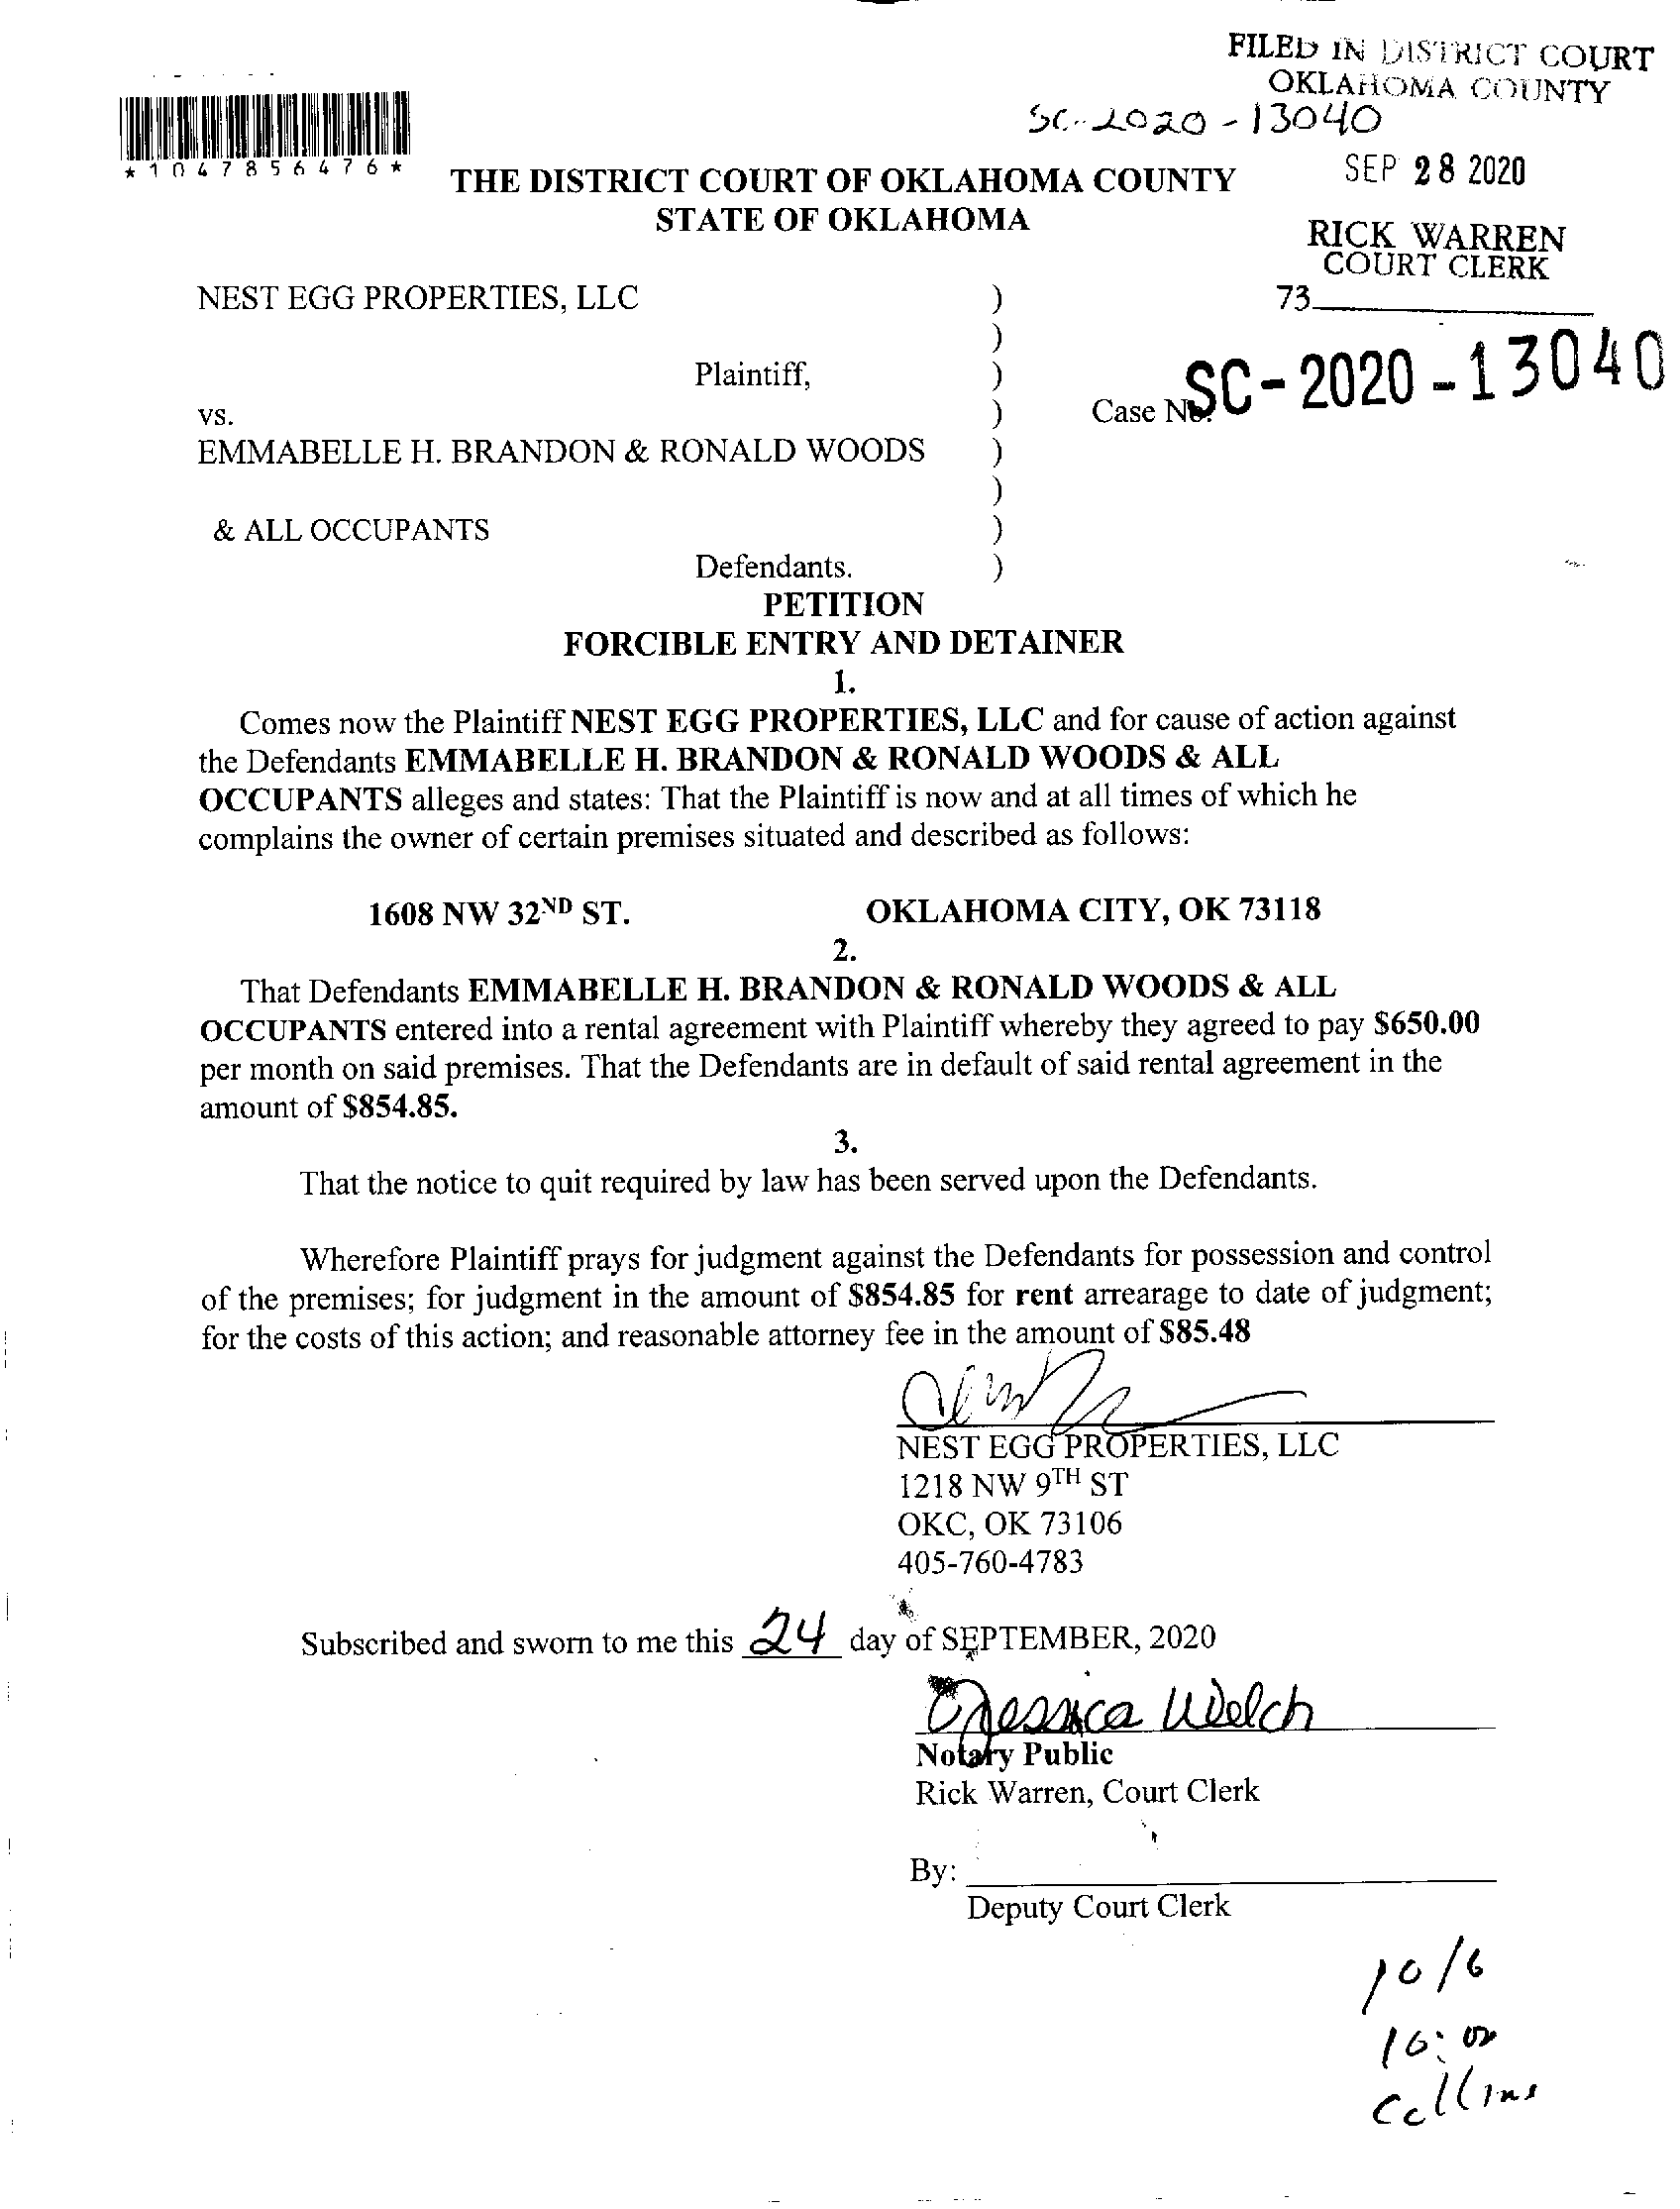 FILED IN DISTRICT COURT
OKLAHOMA COUNTY
SC-2020-13040
*1047856476*
SEP 28 2020
THE DISTRICT COURT OF OKLAHOMA COUNTY
STATE OF OKLAHOMA
RICK WARREN
COURT CLERK
73
NEST EGG PROPERTIES, LLC )
)
Plaintiff, )
Case No. SC-2020-13040
vs. )
EMMABELLE H. BRANDON & RONALD WOODS )
)
& ALL OCCUPANTS )
Defendants. )
PETITION
FORCIBLE ENTRY AND DETAINER
1.
Comes now the Plaintiff NEST EGG PROPERTIES, LLC and for cause of action against
the Defendants EMMABELLE H. BRANDON & RONALD WOODS & ALL
OCCUPANTS alleges and states: That the Plaintiff is now and at all times of which he
complains the owner of certain premises situated and described as follows:
1608 NW 32ND ST. OKLAHOMA CITY, OK 73118
2.
That Defendants EMMABELLE H. BRANDON & RONALD WOODS & ALL
OCCUPANTS entered into a rental agreement with Plaintiff whereby they agreed to pay $650.00
per month on said premises. That the Defendants are in default of said rental agreement in the
amount of $854.85.
3.
That the notice to quit required by law has been served upon the Defendants.
Wherefore Plaintiff prays for judgment against the Defendants for possession and control
of the premises; for judgment in the amount of $854.85 for rent arrearage to date of judgment;
for the costs of this action; and reasonable attorney fee in the amount of $85.48
NEST EGG PROPERTIES, LLC
1218 NW 9TH ST
OKC, OK 73106
405-760-4783
Subscribed and sworn to me this 24 day of SEPTEMBER, 2020
Jessica Welch
Notary Public
Rick Warren, Court Clerk
By:
Deputy Court Clerk
10/6
10:00
Collins